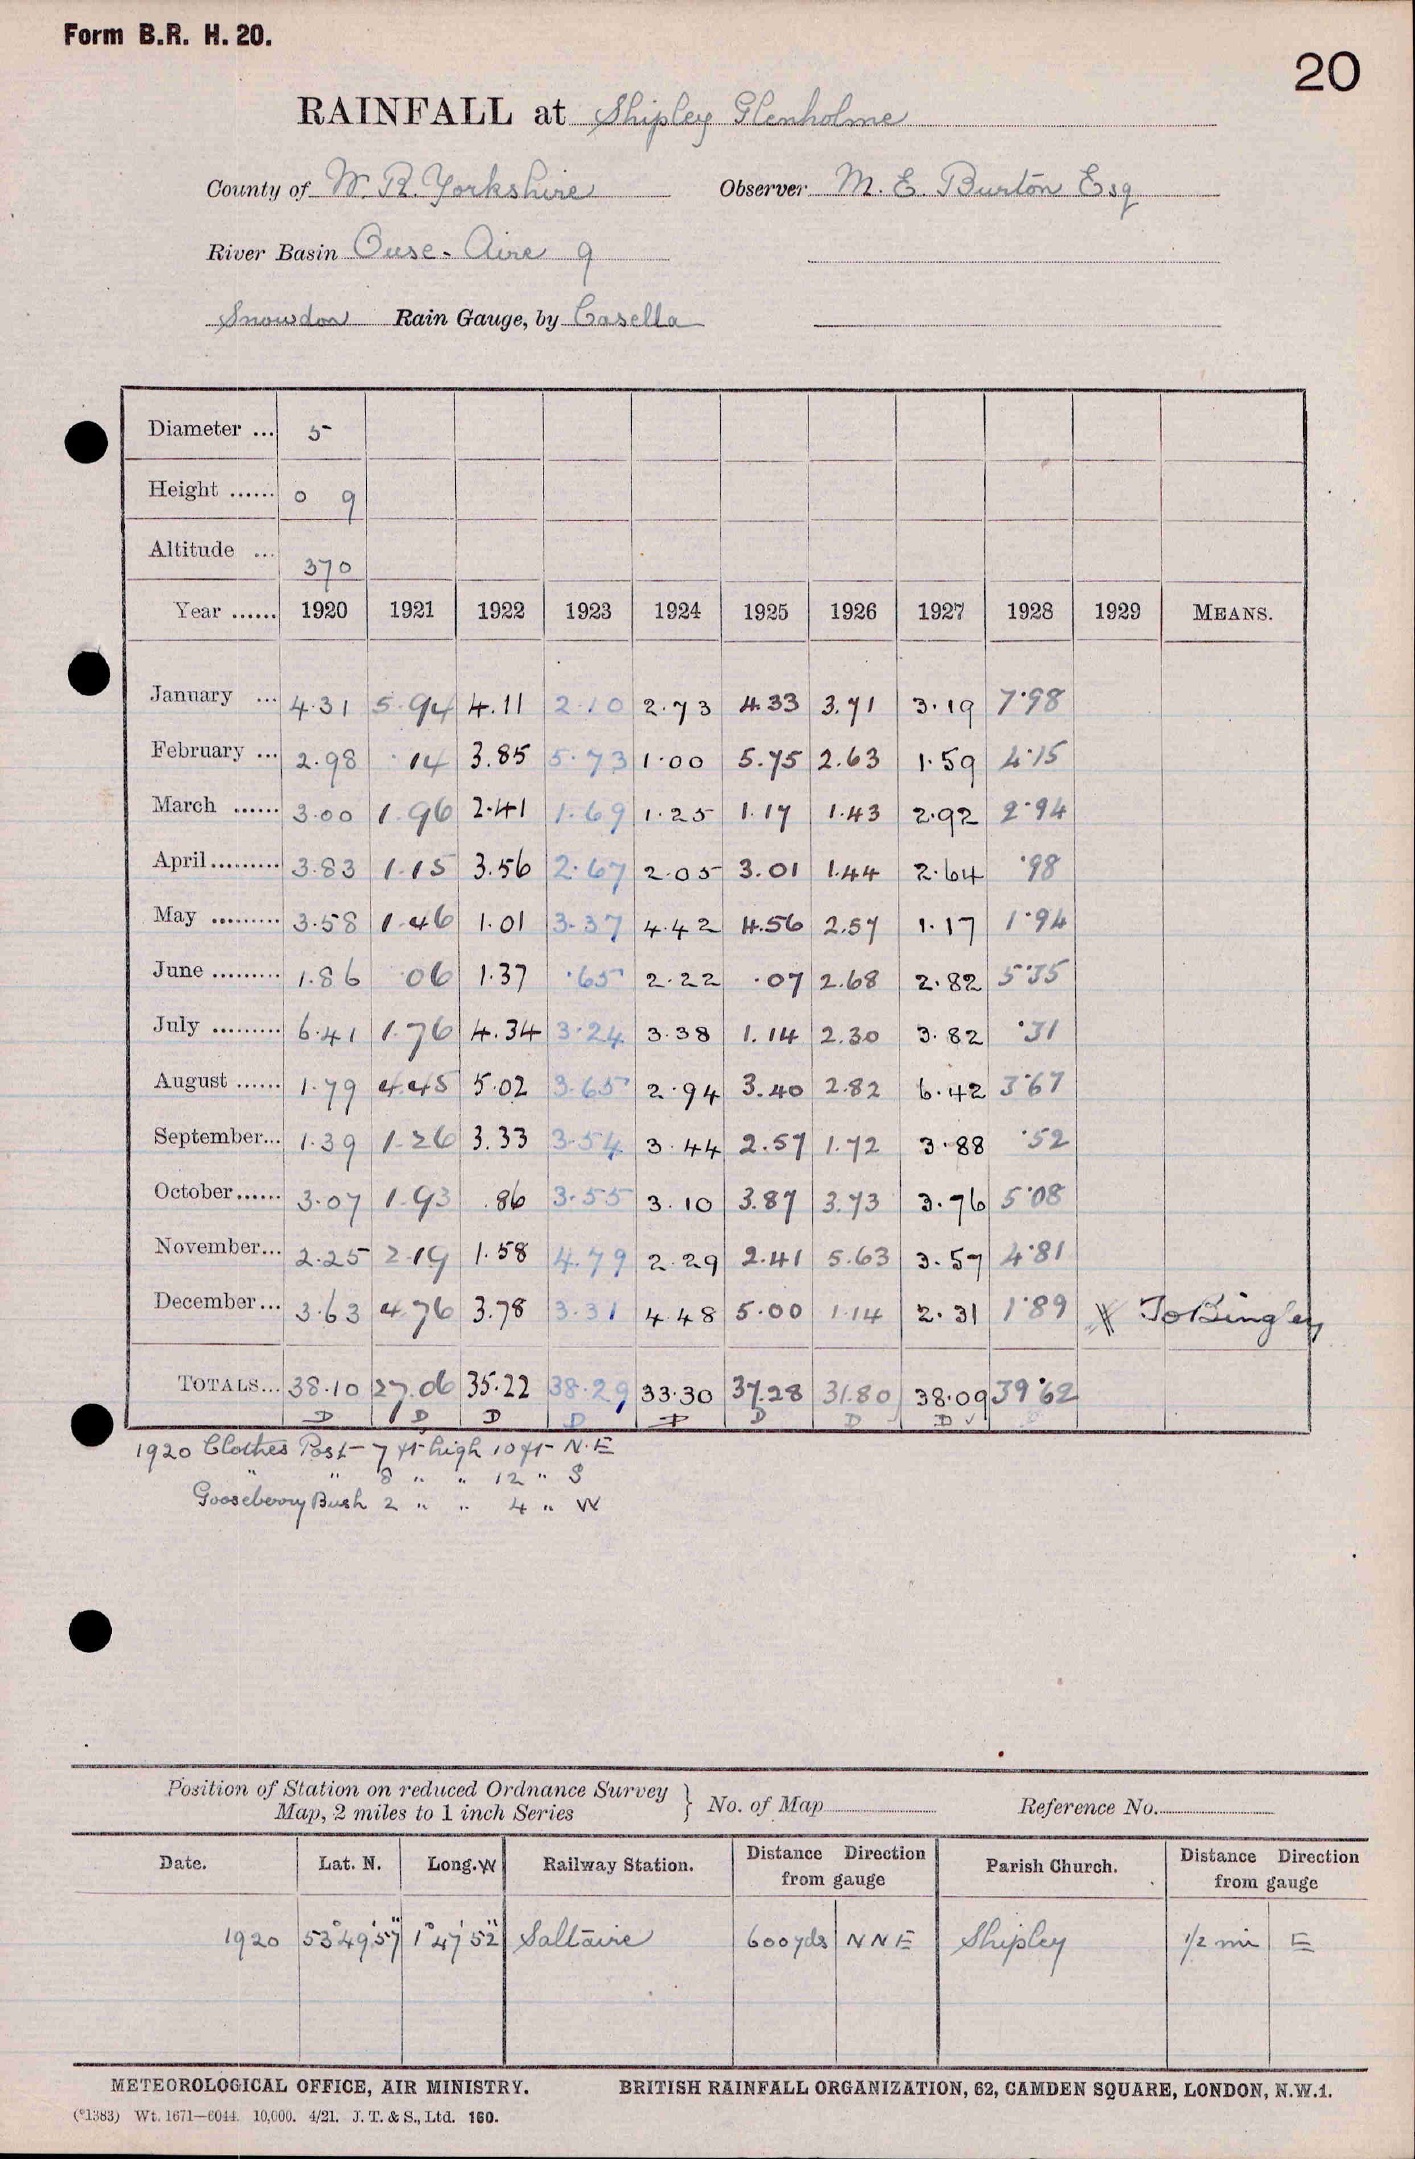 Form B.R. H. 20.
20
RAINFALL at Shipley Glenholme
County of W. R. Yorkshire Observer M. E. Burton Esq
River Basin Ouse - Aire 9
Snowdon Rain Gauge, by Casella
Diameter ... 5
Height ...... 0 9
Altitude ... 370
Year ...... 1920 1921 1922 1923 1924 1925 1926 1927 1928 1929 MEANS.
January ... 4.31 5.94 4.11 2.10 2.73 4.33 3.71 3.19 7.98
February ... 2.98 .14 3.85 5.73 1.00 5.75 2.63 1.59 4.15
March ...... 3.00 1.96 2.41 1.69 1.25 1.17 1.43 2.92 2.94
April......... 3.83 1.15 3.56 2.67 2.05 3.01 1.44 2.64 .98
May ......... 3.58 1.46 1.01 3.37 4.42 4.56 2.57 1.17 1.94
June ......... 1.86 .06 1.37 .65 2.22 .07 2.68 2.82 5.35
July ......... 6.41 1.76 4.34 3.24 3.38 1.14 2.30 3.82 .31
August ...... 1.79 4.45 5.02 3.65 2.94 3.40 2.82 6.42 3.67
September... 1.39 1.26 3.33 3.54 3.44 2.57 1.72 3.88 .52
October...... 3.07 1.93 .86 3.55 3.10 3.87 3.73 3.76 5.08
November... 2.25 2.19 1.58 4.79 2.29 2.41 5.63 3.57 4.81
December... 3.63 4.76 3.78 3.31 4.48 5.00 1.14 2.31 1.89 To Bingley
TOTALS... 38.10 27.06 35.22 38.29 33.30 37.28 31.80 38.09 39.62
D D D D D D D D ✓ D
1920 Clothes Post 7 ft high 10 ft N.E
" " 8 " " 12 " S
Gooseberry Bush 2 " " 4 " W
Position of Station on reduced Ordnance Survey Map, 2 miles to 1 inch Series } No. of Map Reference No.
Date. Lat. N. Long. W Railway Station. Distance Direction from gauge Parish Church. Distance Direction from gauge
1920 53°49'57" 1°47'52" Saltaire 600 yds N N E Shipley 1/2 mi E
METEOROLOGICAL OFFICE, AIR MINISTRY. BRITISH RAINFALL ORGANIZATION, 62, CAMDEN SQUARE, LONDON, N.W.1.
(*1383) Wt. 1671—6044. 10,000. 4/21. J. T. & S., Ltd. 160.